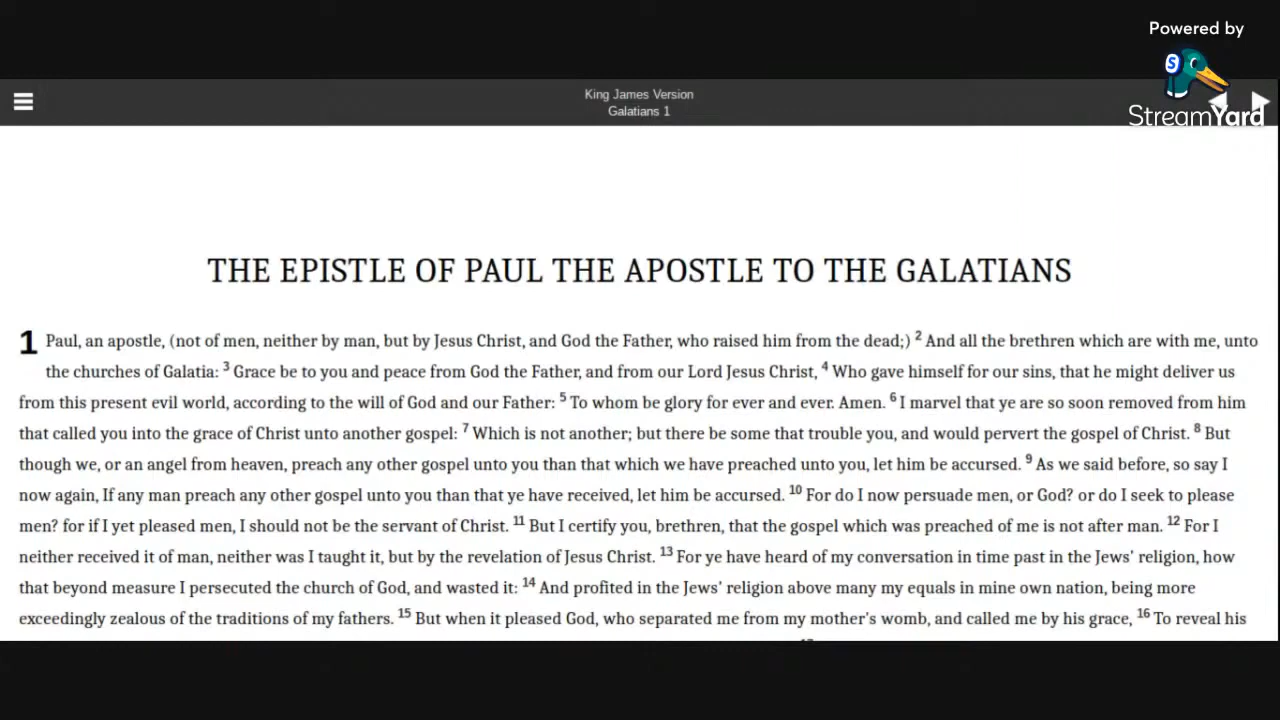 Powered by
S
StreamYard
King James Version
Galatians 1
THE EPISTLE OF PAUL THE APOSTLE TO THE GALATIANS
1 Paul, an apostle, (not of men, neither by man, but by Jesus Christ, and God the Father, who raised him from the dead;) 2 And all the brethren which are with me, unto
the churches of Galatia: 3 Grace be to you and peace from God the Father, and from our Lord Jesus Christ, 4 Who gave himself for our sins, that he might deliver us
from this present evil world, according to the will of God and our Father: 5 To whom be glory for ever and ever. Amen. 6 I marvel that ye are so soon removed from him
that called you into the grace of Christ unto another gospel: 7 Which is not another; but there be some that trouble you, and would pervert the gospel of Christ. 8 But
though we, or an angel from heaven, preach any other gospel unto you than that which we have preached unto you, let him be accursed. 9 As we said before, so say I
now again, If any man preach any other gospel unto you than that ye have received, let him be accursed. 10 For do I now persuade men, or God? or do I seek to please
men? for if I yet pleased men, I should not be the servant of Christ. 11 But I certify you, brethren, that the gospel which was preached of me is not after man. 12 For I
neither received it of man, neither was I taught it, but by the revelation of Jesus Christ. 13 For ye have heard of my conversation in time past in the Jews' religion, how
that beyond measure I persecuted the church of God, and wasted it: 14 And profited in the Jews' religion above many my equals in mine own nation, being more
exceedingly zealous of the traditions of my fathers. 15 But when it pleased God, who separated me from my mother's womb, and called me by his grace, 16 To reveal his